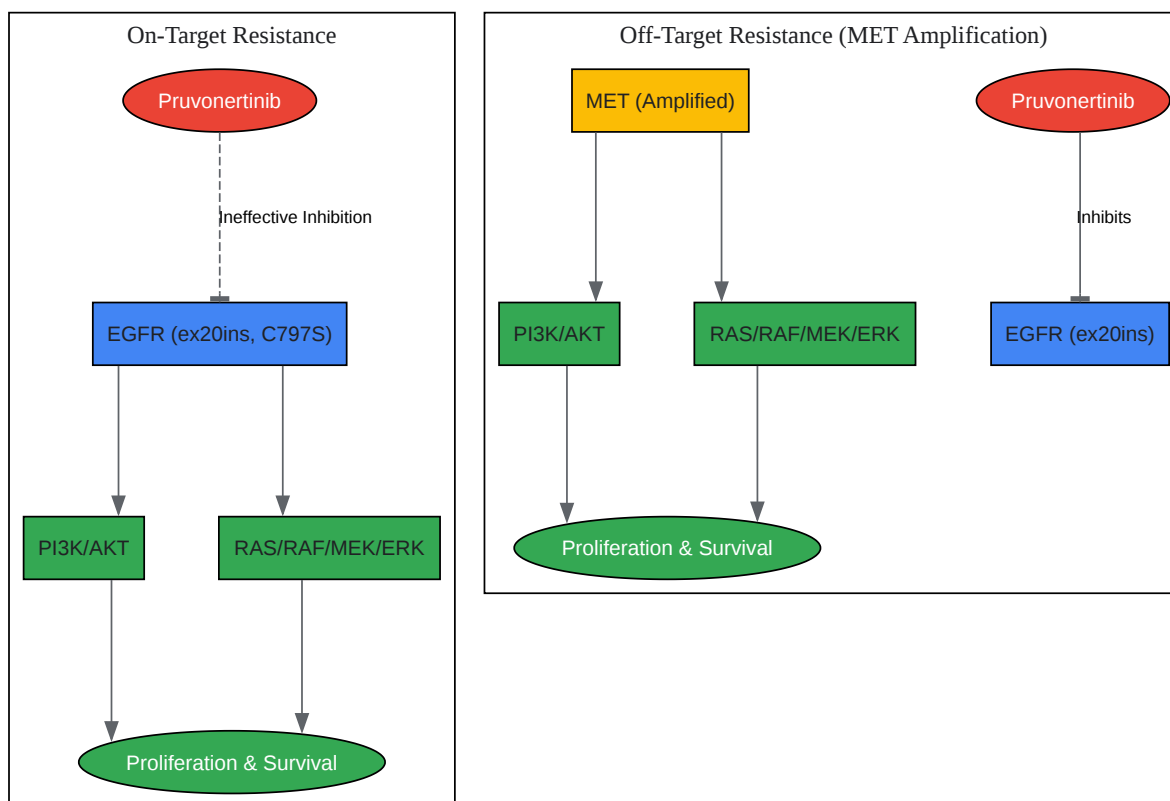 On-Target Resistance
Pruvonertinib
Ineffective Inhibition
EGFR (ex20ins, C797S)
PI3K/AKT
RAS/RAF/MEK/ERK
Proliferation & Survival
Off-Target Resistance (MET Amplification)
MET (Amplified)
Pruvonertinib
Inhibits
PI3K/AKT
RAS/RAF/MEK/ERK
EGFR (ex20ins)
Proliferation & Survival